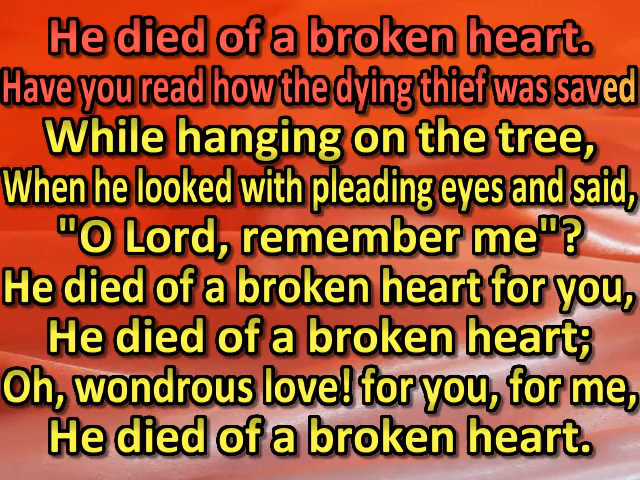 He died of a broken heart.
Have you read how the dying thief was saved
While hanging on the tree,
When he looked with pleading eyes and said,
"O Lord, remember me"?
He died of a broken heart for you,
He died of a broken heart;
Oh, wondrous love! for you, for me,
He died of a broken heart.